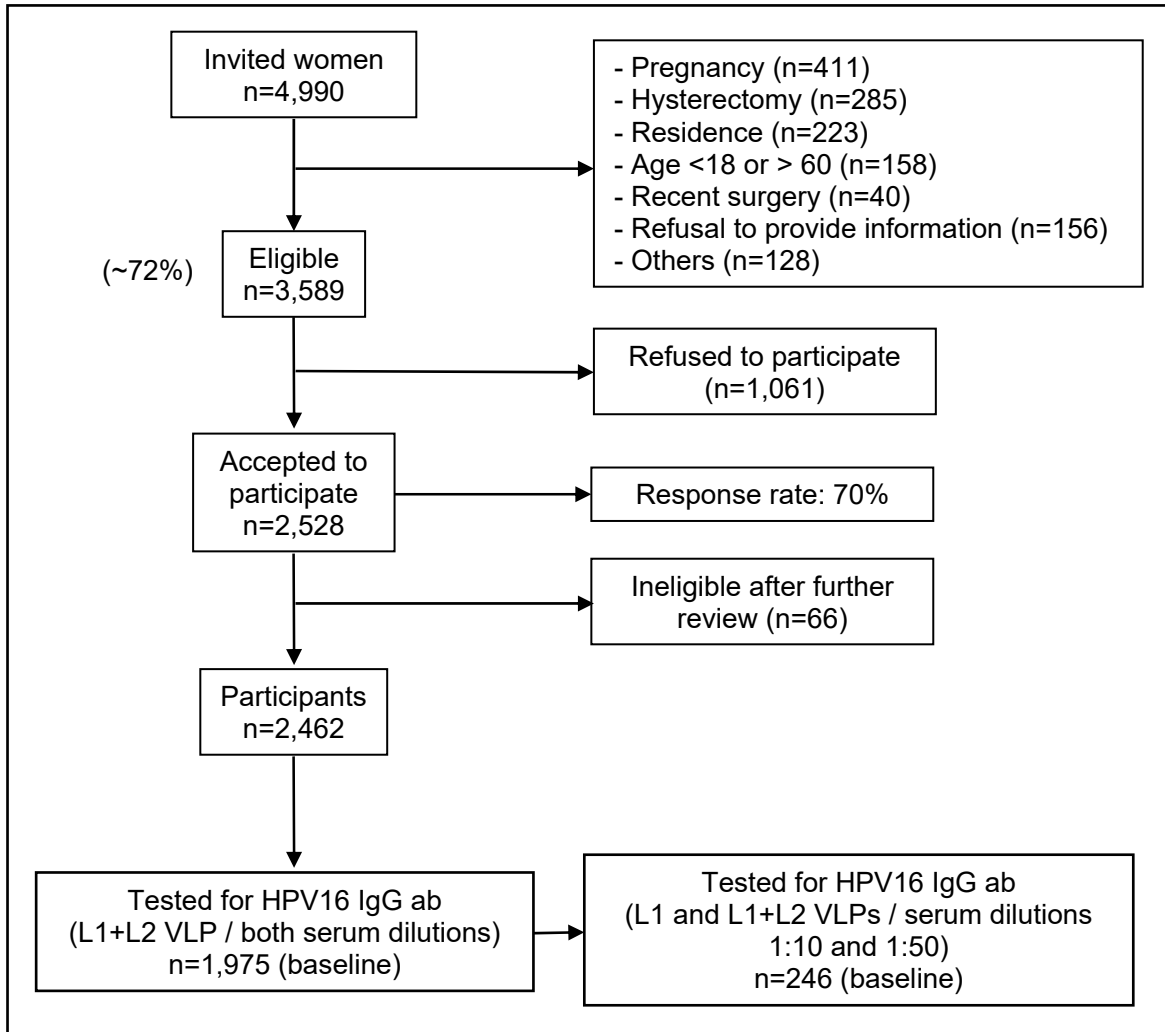 Invited women
n=4,990
- Pregnancy (n=411)
- Hysterectomy (n=285)
- Residence (n=223)
- Age <18 or > 60 (n=158)
- Recent surgery (n=40)
- Refusal to provide information (n=156)
- Others (n=128)
(~72%)
Eligible
n=3,589
Refused to participate
(n=1,061)
Accepted to
participate
n=2,528
Response rate: 70%
Ineligible after further
review (n=66)
Participants
n=2,462
Tested for HPV16 IgG ab
(L1+L2 VLP / both serum dilutions)
n=1,975 (baseline)
Tested for HPV16 IgG ab
(L1 and L1+L2 VLPs / serum dilutions
1:10 and 1:50)
n=246 (baseline)